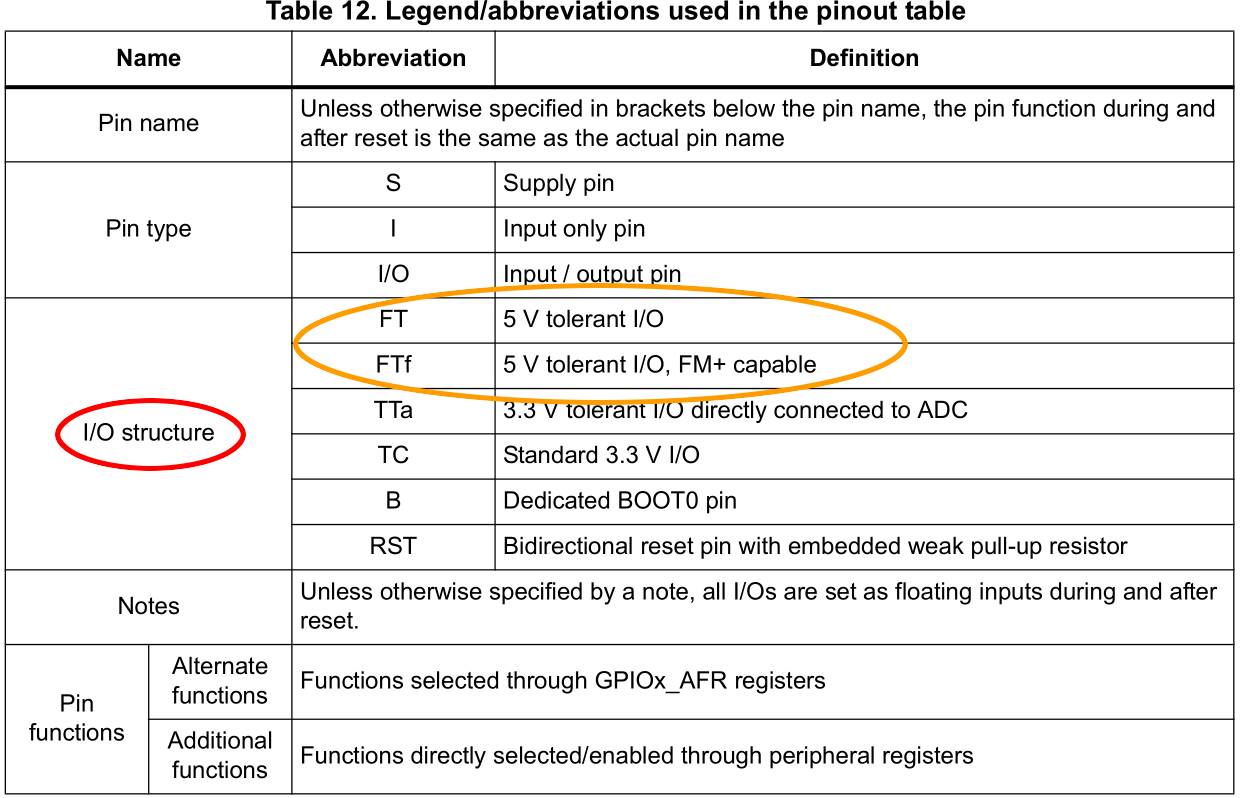 Table 12. Legend/abbreviations used in the pinout table
Name Abbreviation Definition
Pin name
Unless otherwise specified in brackets below the pin name, the pin function during and
after reset is the same as the actual pin name
Pin type
S Supply pin
I Input only pin
I/O Input / output pin
I/O structure
FT 5 V tolerant I/O
FTf 5 V tolerant I/O, FM+ capable
TTa 3.3 V tolerant I/O directly connected to ADC
TC Standard 3.3 V I/O
B Dedicated BOOT0 pin
RST Bidirectional reset pin with embedded weak pull-up resistor
Notes
Unless otherwise specified by a note, all I/Os are set as floating inputs during and after
reset.
Pin
functions
Alternate
functions
Functions selected through GPIOx_AFR registers
Additional
functions
Functions directly selected/enabled through peripheral registers